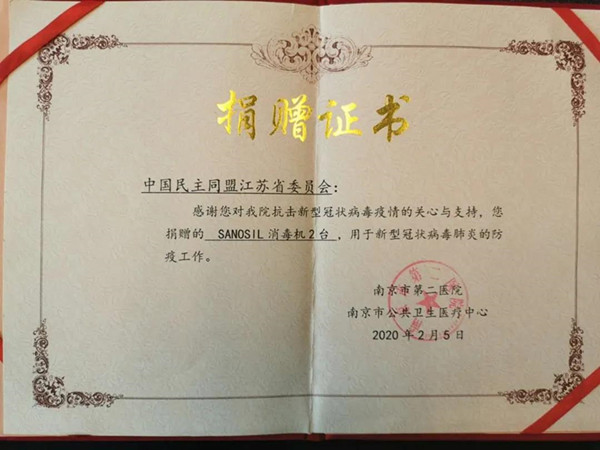 捐赠证书
中国民主同盟江苏省委员会：
感谢您对我院抗击新型冠状病毒疫情的关心与支持，您
捐赠的 SANOSIL 消毒机 2 台 ，用于新型冠状病毒肺炎的防
疫工作。
南京市第二医院
南京市公共卫生医疗中心
2020 年 2 月 5 日